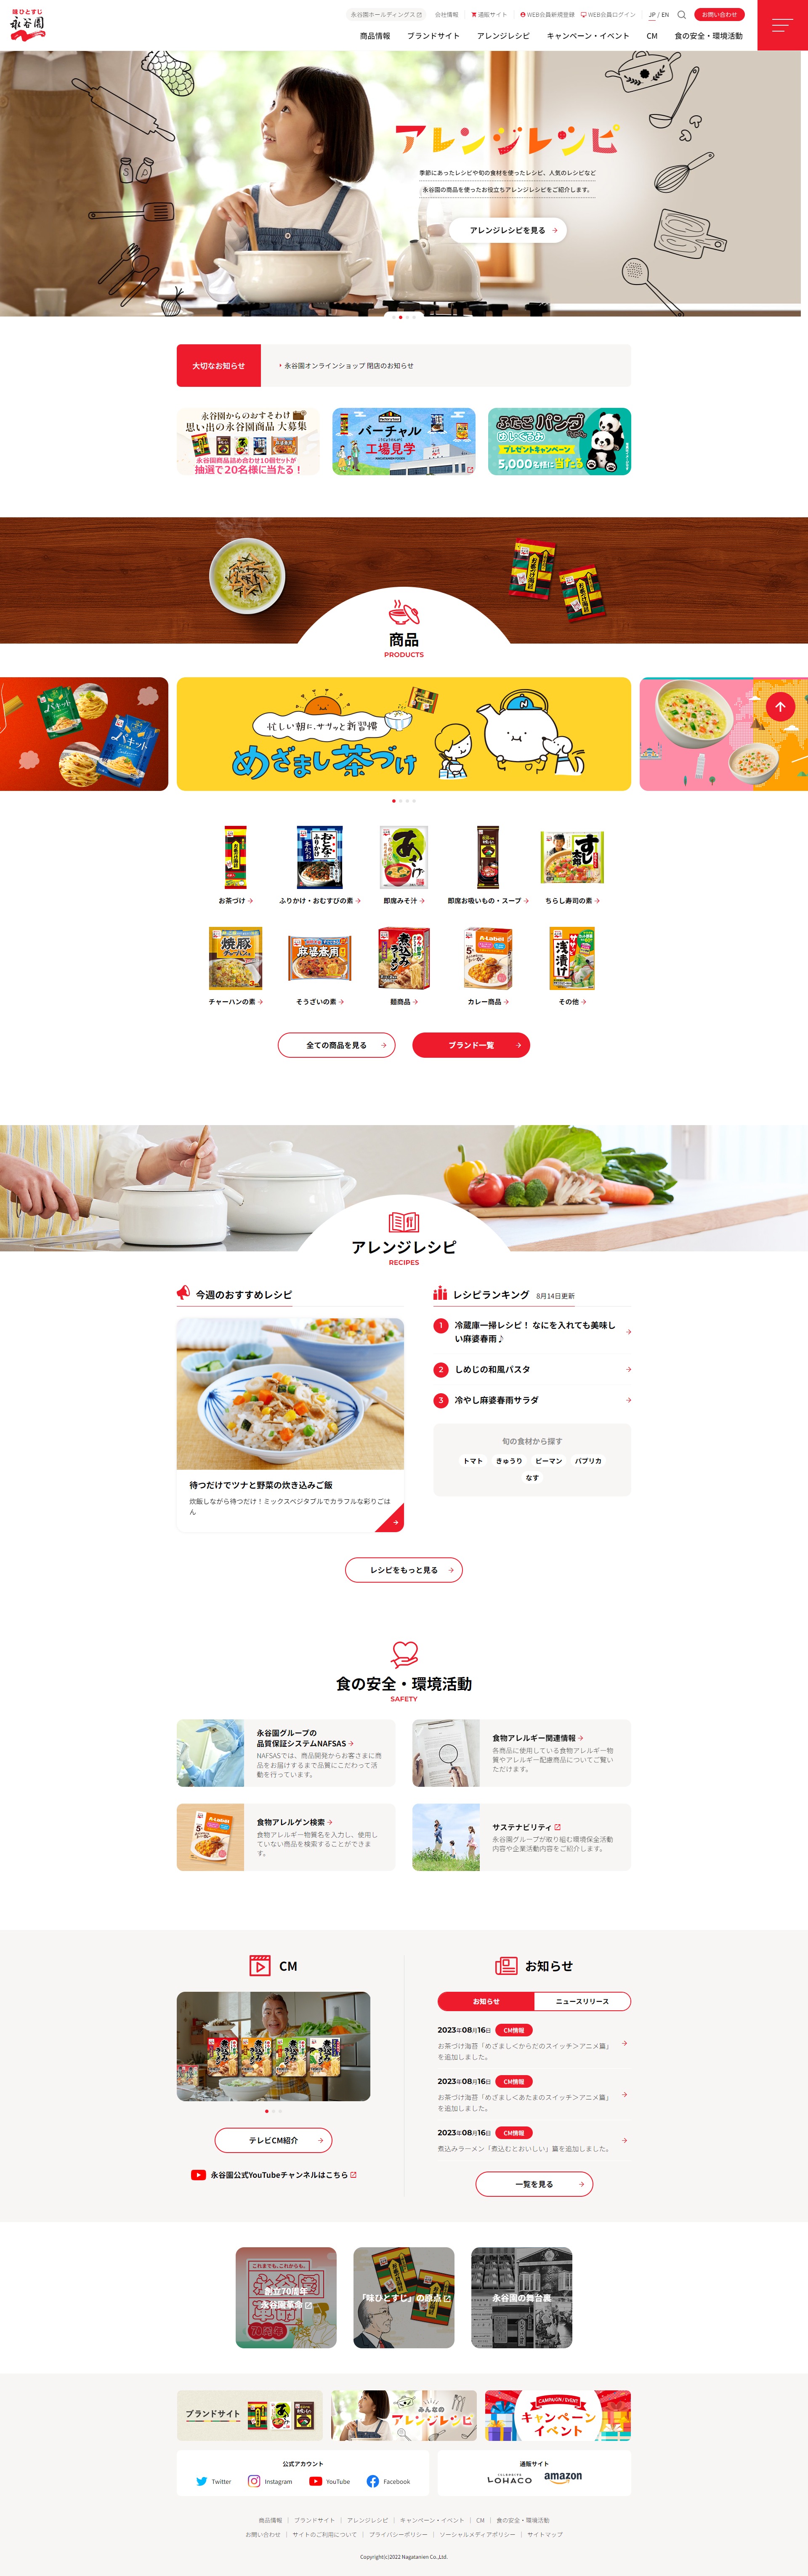 味ひとすじ
永谷園
永谷園ホールディングス
会社情報
通販サイト
WEB会員新規登録
WEB会員ログイン
JP / EN
お問い合わせ
商品情報
ブランドサイト
アレンジレシピ
キャンペーン・イベント
CM
食の安全・環境活動
アレンジレシピ
季節にあったレシピや旬の食材を使ったレシピ、人気のレシピなど
永谷園の商品を使ったお役立ちアレンジレシピをご紹介します。
アレンジレシピを見る
大切なお知らせ
永谷園オンラインショップ 閉店のお知らせ
永谷園からのおすそわけ
思い出の永谷園商品 大募集
永谷園商品詰め合わせ10個セットが
抽選で20名様に当たる!
バーチャル
工場見学
ふたごパンダ
ぬいぐるみ
プレゼントキャンペーン
5,000名様に当たる
商品
PRODUCTS
パキット
パキット
忙しい朝に、ササッと新習慣
めざまし茶づけ
お茶づけ
ふりかけ・おむすびの素
即席みそ汁
即席お吸いもの・スープ
ちらし寿司の素
チャーハンの素
そうざいの素
麺商品
カレー商品
その他
全ての商品を見る
ブランド一覧
アレンジレシピ
RECIPES
今週のおすすめレシピ
待つだけでツナと野菜の炊き込みご飯
炊飯しながら待つだけ!ミックスベジタブルでカラフルな彩りごは
ん
レシピランキング 8月14日更新
1 冷蔵庫一掃レシピ! なにを入れても美味し
い麻婆春雨♪
2 しめじの和風パスタ
3 冷やし麻婆春雨サラダ
旬の食材から探す
トマト きゅうり ピーマン パプリカ
なす
レシピをもっと見る
食の安全・環境活動
SAFETY
永谷園グループの
品質保証システムNAFSAS
NAFSASでは、商品開発からお客さまに商
品をお届けするまで品質にこだわって活
動を行っています。
食物アレルギー関連情報
各商品に使用している食物アレルギー物
質やアレルギー配慮商品についてご覧い
ただけます。
食物アレルゲン検索
食物アレルギー物質名を入力し、使用し
ていない商品を検索することができま
す。
サステナビリティ
永谷園グループが取り組む環境保全活動
内容や企業活動内容をご紹介します。
CM
テレビCM紹介
永谷園公式YouTubeチャンネルはこちら
お知らせ
お知らせ
ニュースリリース
2023年08月16日 CM情報
お茶づけ海苔「めざまし<からだのスイッチ>アニメ篇」
を追加しました。
2023年08月16日 CM情報
お茶づけ海苔「めざまし<あたまのスイッチ>アニメ篇」
を追加しました。
2023年08月16日 CM情報
煮込みラーメン「煮込むとおいしい」篇を追加しました。
一覧を見る
これまでも、これからも、
創立70周年
永谷園革命
「味ひとすじ」の原点
永谷園の舞台裏
ブランドサイト
みんなの
アレンジレシピ
CAMPAIGN / EVENT
キャンペーン
イベント
公式アカウント
Twitter
Instagram
YouTube
Facebook
通販サイト
LOHACO
amazon
商品情報 | ブランドサイト | アレンジレシピ | キャンペーン・イベント | CM | 食の安全・環境活動
お問い合わせ | サイトのご利用について | プライバシーポリシー | ソーシャルメディアポリシー | サイトマップ
Copyright(c)2022 Nagatanien Co.,Ltd.